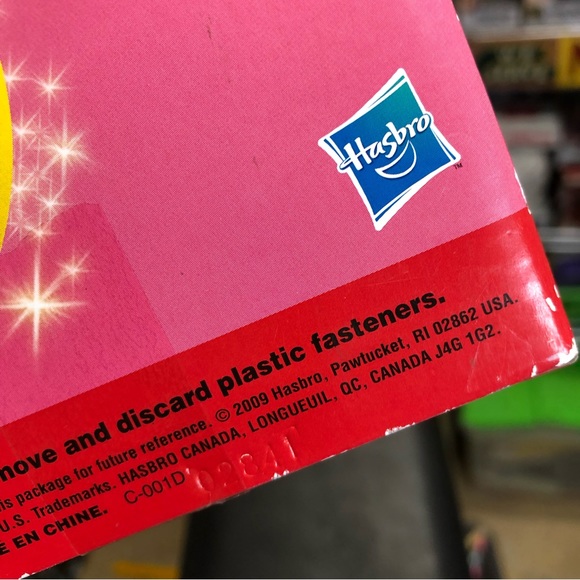 Hasbro
TM
move and discard plastic fasteners.
this package for future reference. © 2009 Hasbro, Pawtucket, RI 02862 USA.
U.S. Trademarks. HASBRO CANADA, LONGUEUIL, QC, CANADA J4G 1G2.
E EN CHINE. C-001D